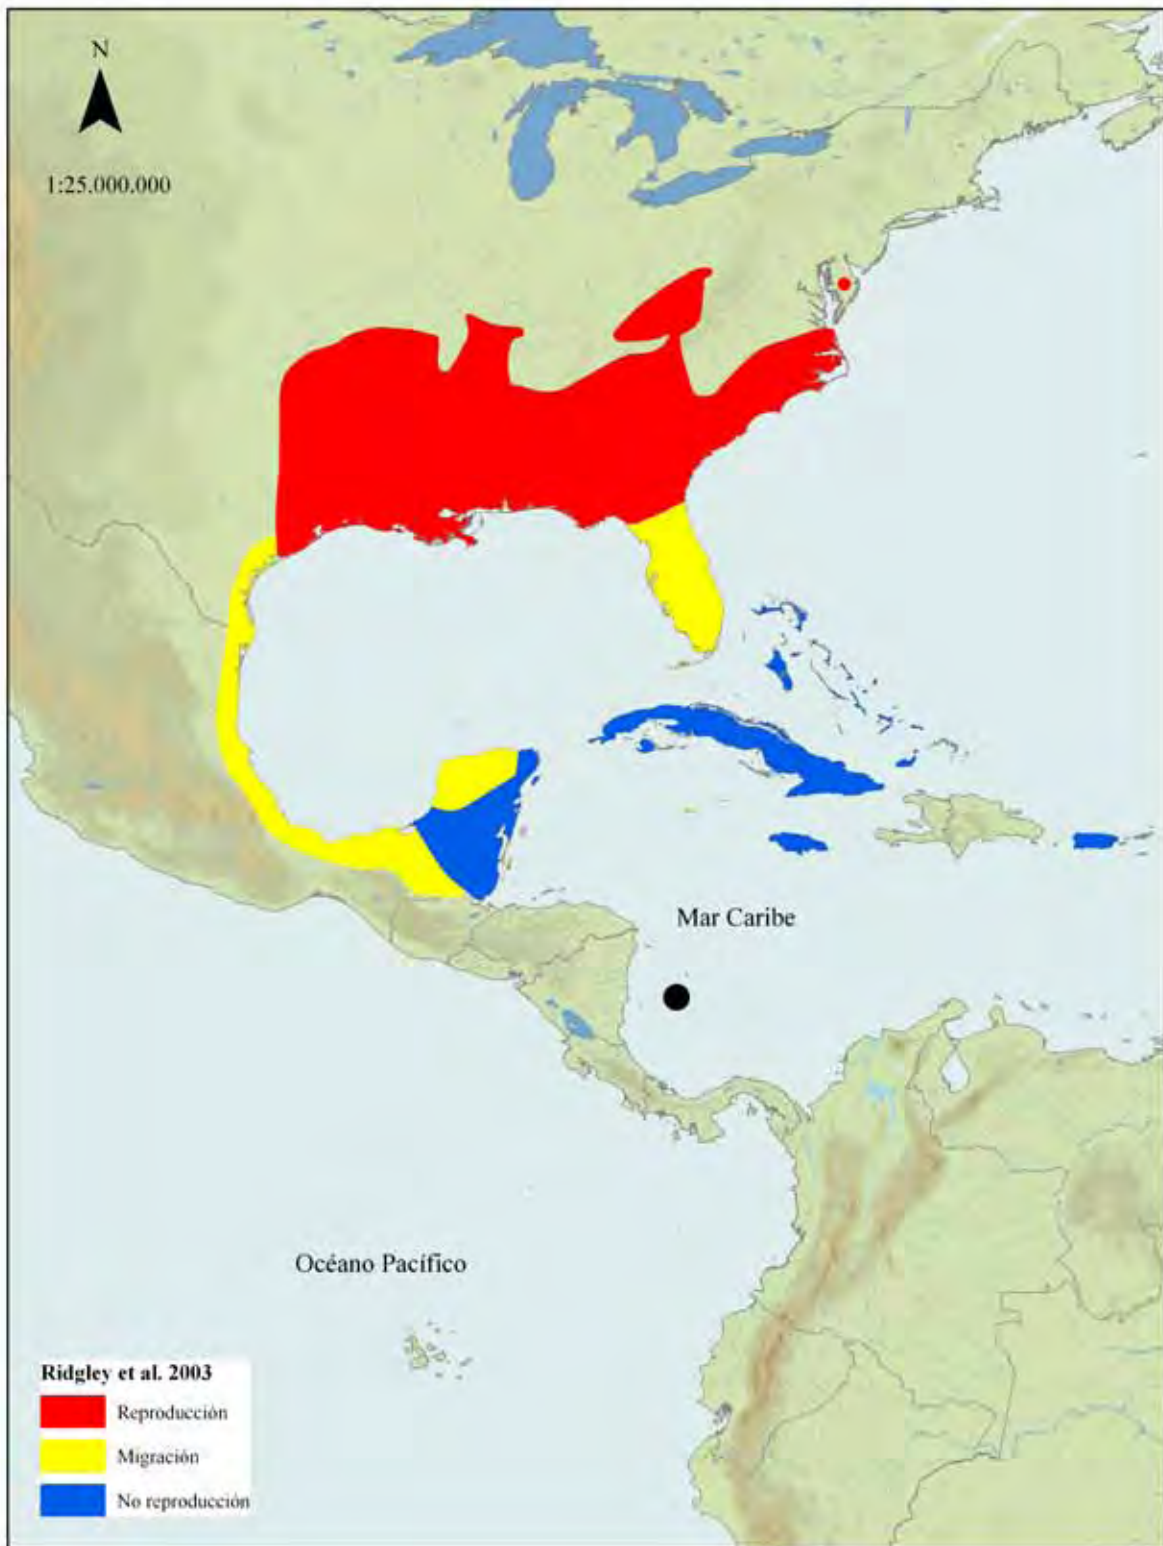 N
1:25.000.000
Mar Caribe
Océano Pacífico
Ridgley et al. 2003
Reproducción
Migración
No reproducción